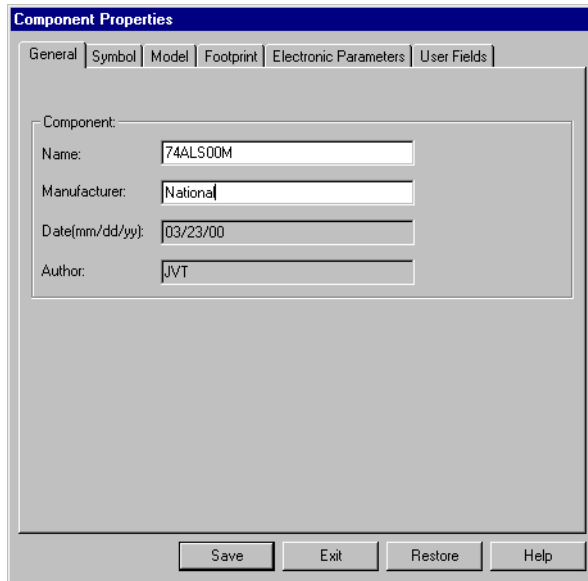 Component Properties
General Symbol Model Footprint Electronic Parameters User Fields
Component:
Name: 74ALS00M
Manufacturer: National
Date(mm/dd/yy): 03/23/00
Author: JVT
Save Exit Restore Help